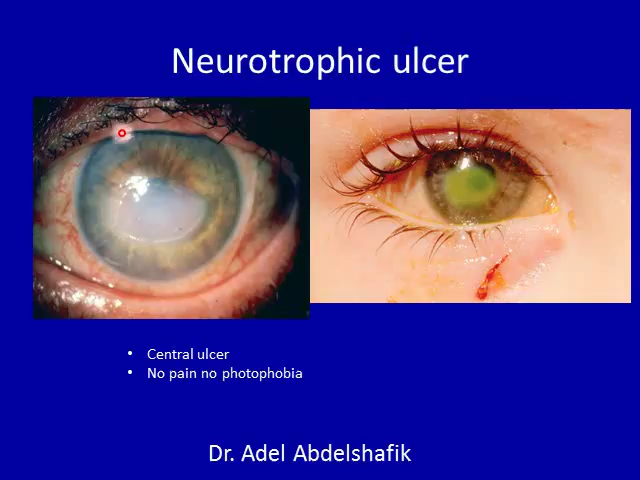 Neurotrophic ulcer
• Central ulcer
• No pain no photophobia
Dr. Adel Abdelshafik